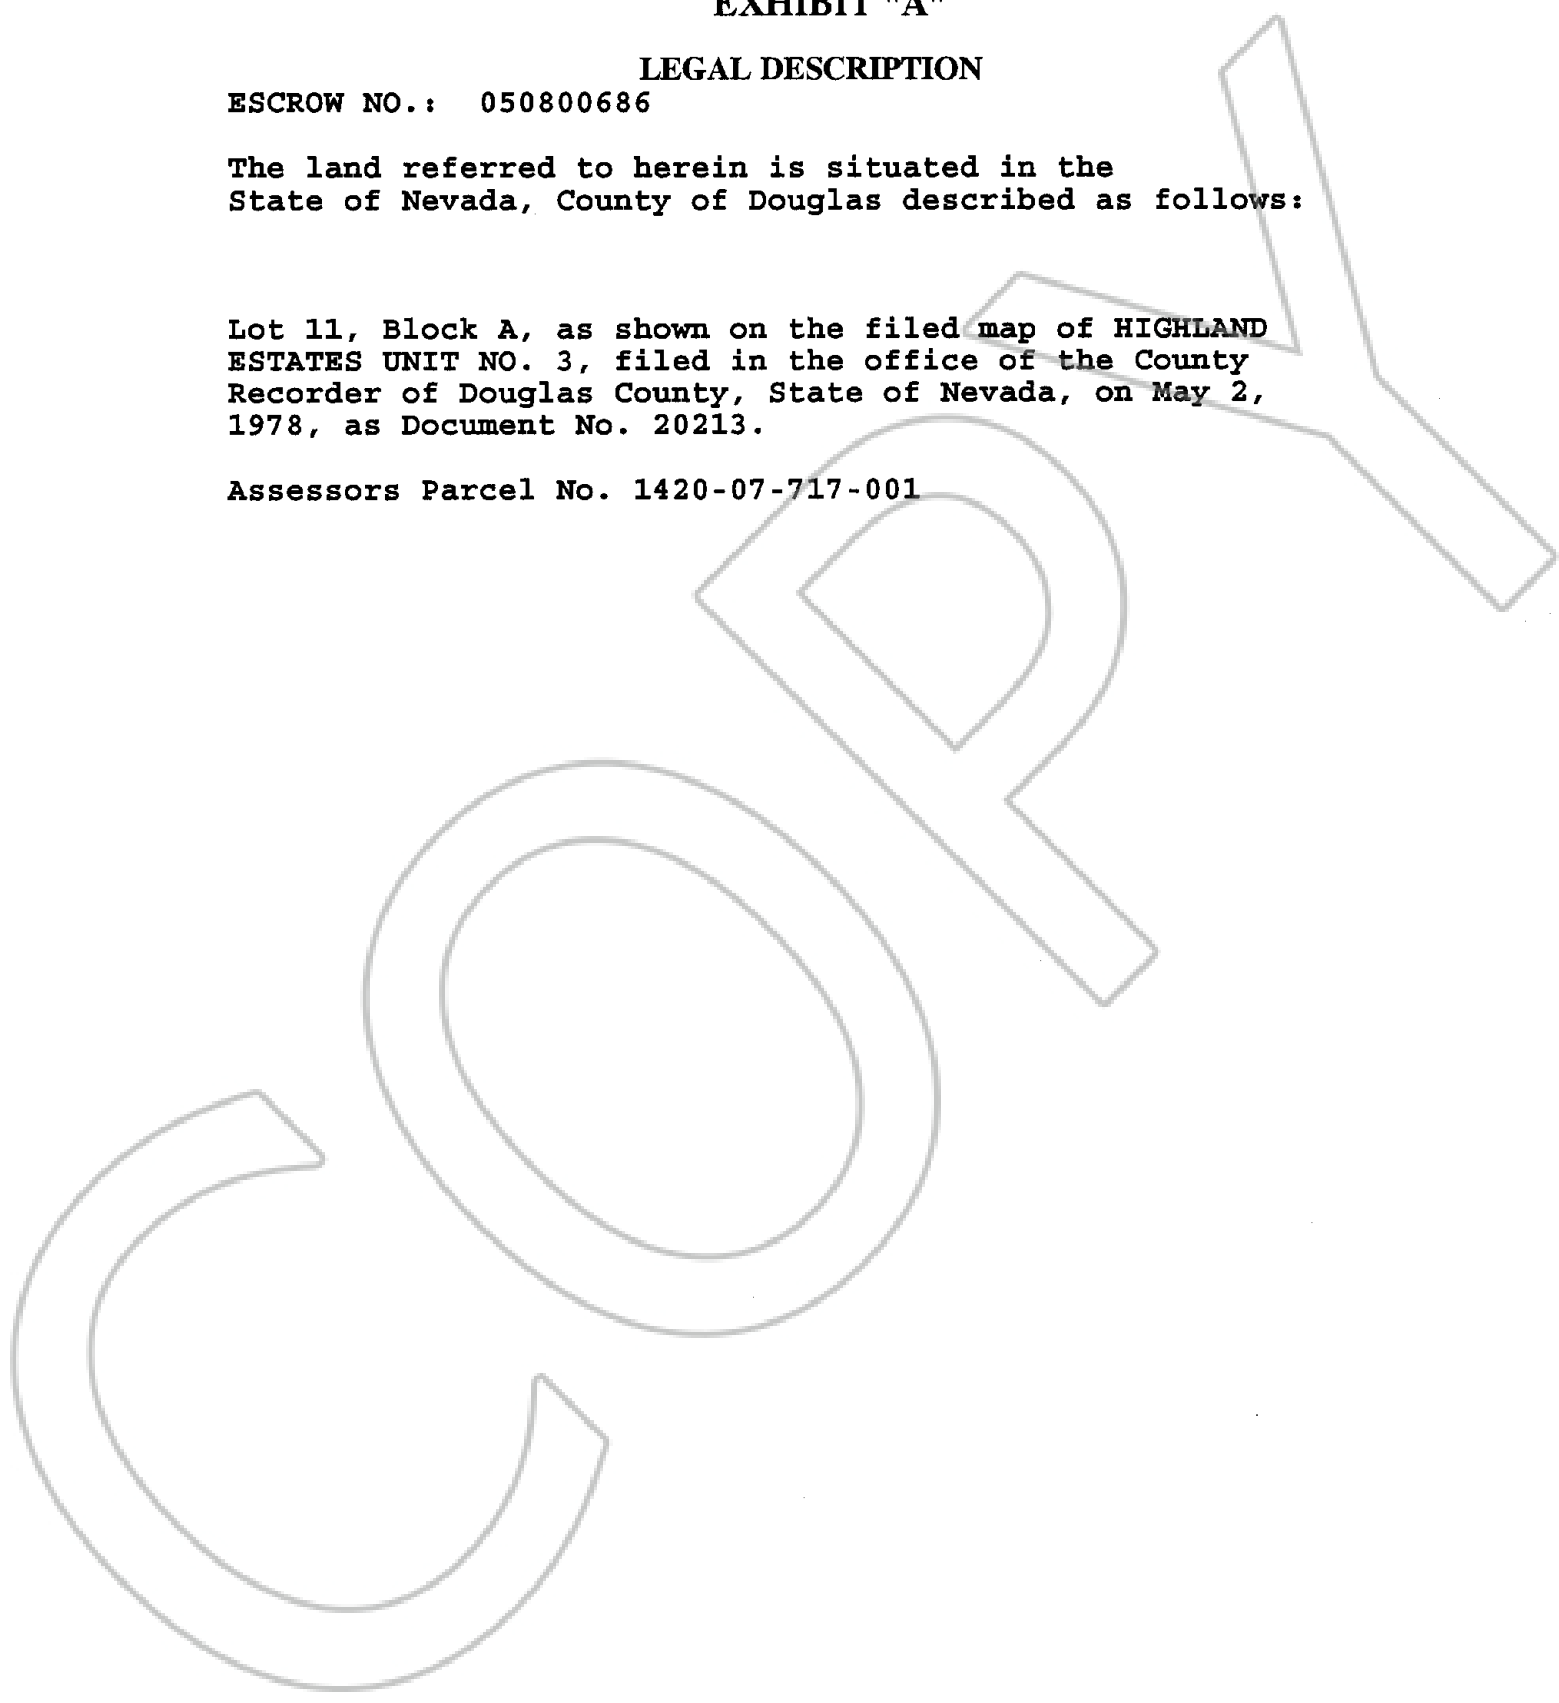 EXHIBIT "A"
LEGAL DESCRIPTION
ESCROW NO.: 050800686
The land referred to herein is situated in the
State of Nevada, County of Douglas described as follows:
Lot 11, Block A, as shown on the filed map of HIGHLAND
ESTATES UNIT NO. 3, filed in the office of the County
Recorder of Douglas County, State of Nevada, on May 2,
1978, as Document No. 20213.
Assessors Parcel No. 1420-07-717-001
COPY